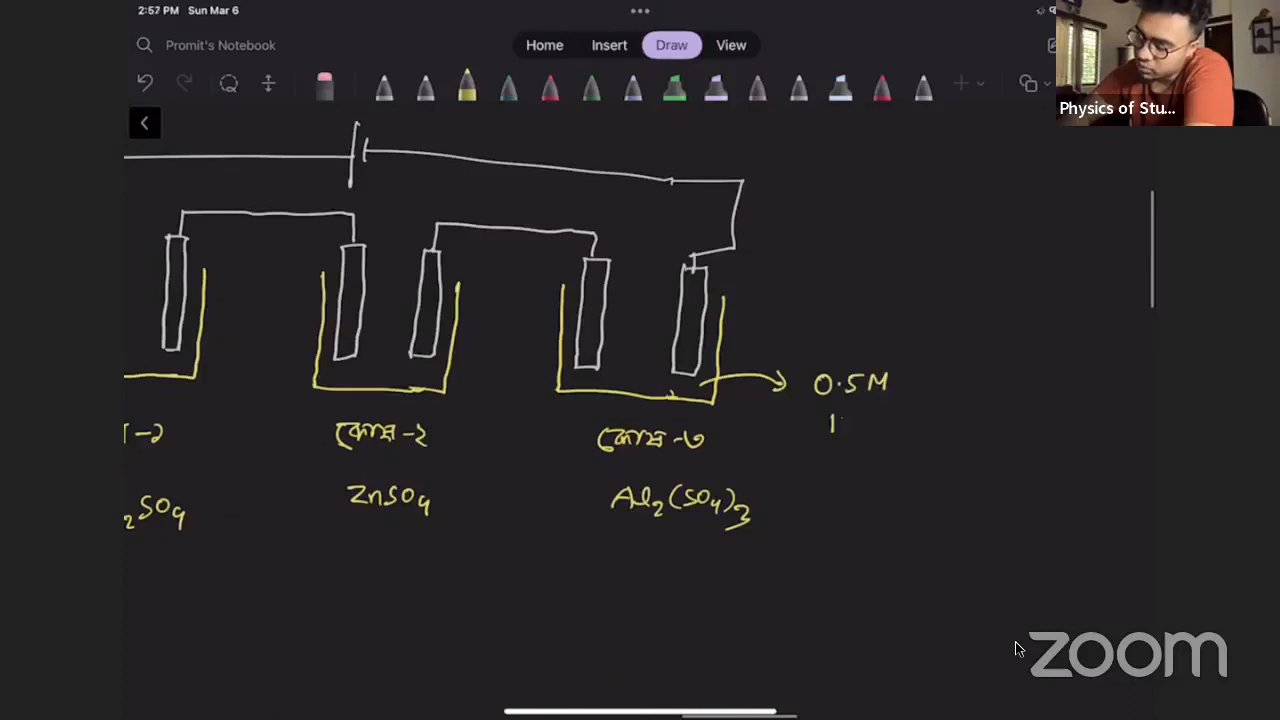 2:57 PM Sun Mar 6
Promit's Notebook
Home Insert Draw View
Physics of Stu...
0.5M
কোষ-২
কোষ-৩
ZnSO4
Al2(SO4)3
2SO4
zoom